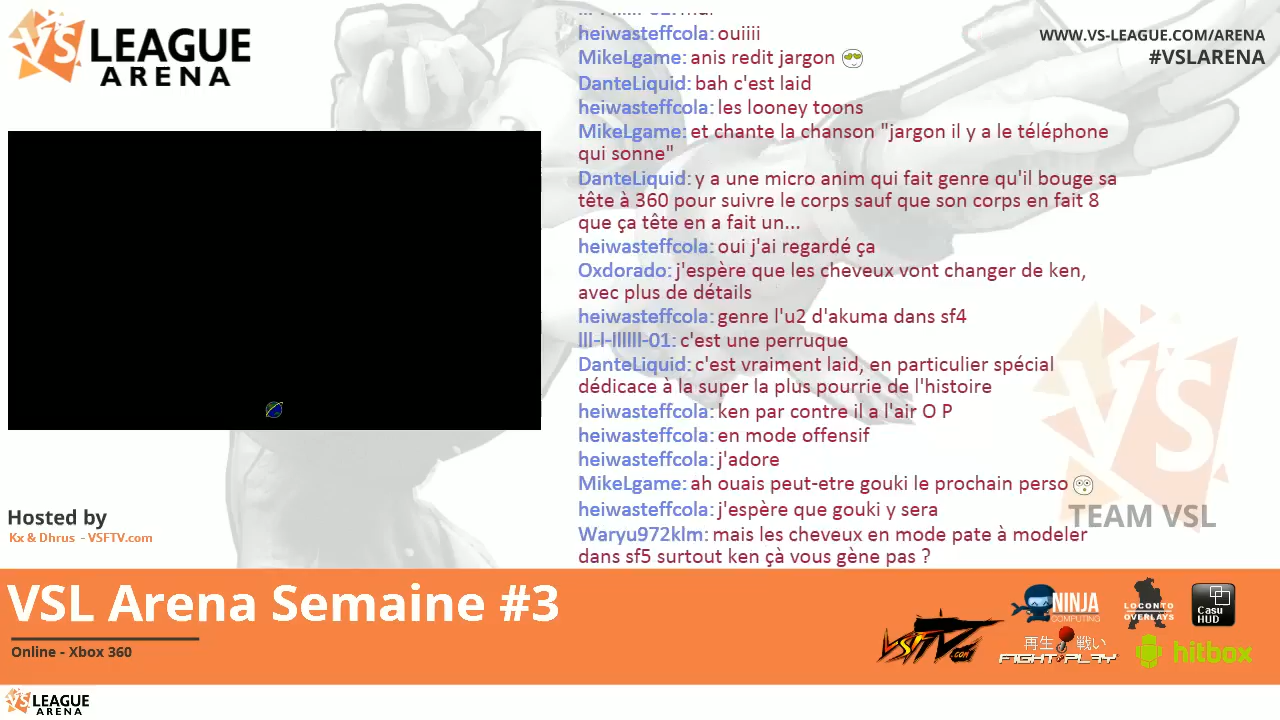 VS LEAGUE
ARENA
heiwasteffcola: ouiiii
MikeLgame: anis redit jargon
DanteLiquid: bah c'est laid
heiwasteffcola: les looney toons
MikeLgame: et chante la chanson "jargon il y a le téléphone
qui sonne"
DanteLiquid: y a une micro anim qui fait genre qu'il bouge sa
tête à 360 pour suivre le corps sauf que son corps en fait 8
que ça tête en a fait un...
heiwasteffcola: oui j'ai regardé ça
Oxdorado: j'espère que les cheveux vont changer de ken,
avec plus de détails
heiwasteffcola: genre l'u2 d'akuma dans sf4
lll-l-llllll-01: c'est une perruque
DanteLiquid: c'est vraiment laid, en particulier spécial
dédicace à la super la plus pourrie de l'histoire
heiwasteffcola: ken par contre il a l'air O P
heiwasteffcola: en mode offensif
heiwasteffcola: j'adore
MikeLgame: ah ouais peut-etre gouki le prochain perso
heiwasteffcola: j'espère que gouki y sera
Waryu972klm: mais les cheveux en mode pate à modeler
dans sf5 surtout ken çà vous gène pas ?
WWW.VS-LEAGUE.COM/ARENA
#VSLARENA
VS
TEAM VSL
Hosted by
Kx & Dhrus - VSFTV.com
VSL Arena Semaine #3
Online - Xbox 360
VSFTV.com
NINJA
COMPUTING
LOCONTO
OVERLAYS
Casu
HUD
再生 戦い
FIGHT PLAY
hitbox
VS LEAGUE
ARENA